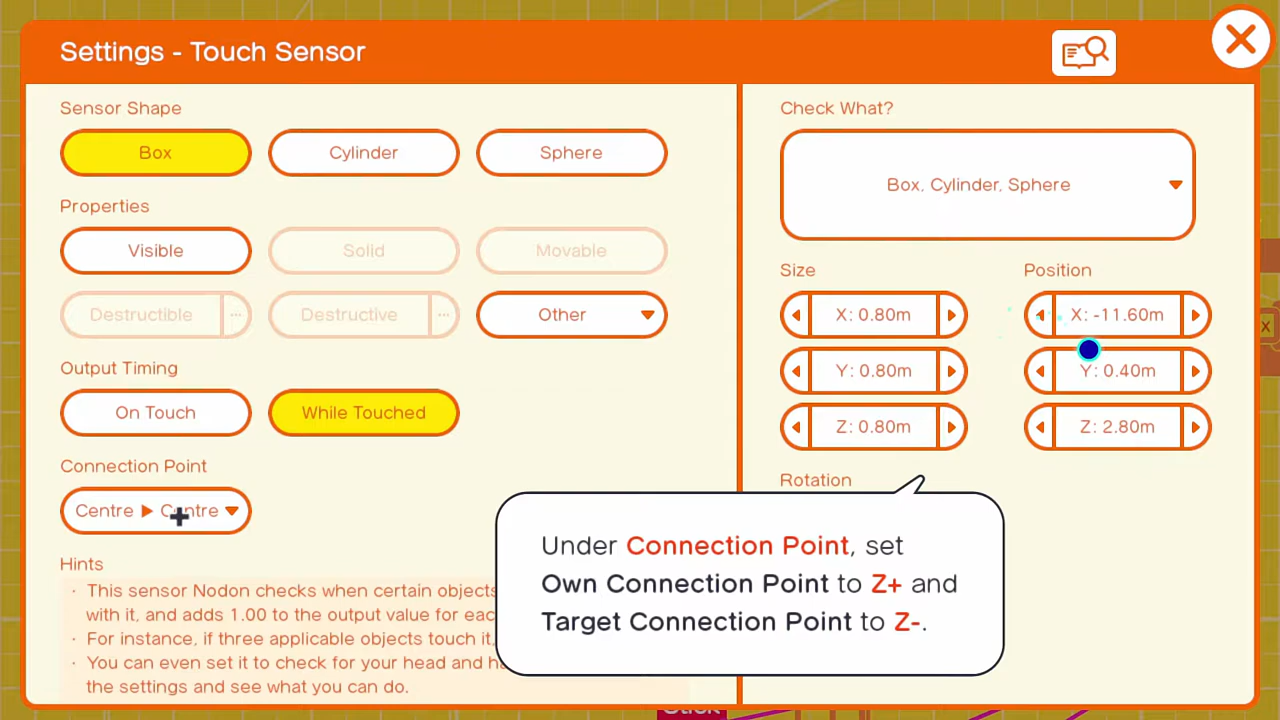 Settings - Touch Sensor
Sensor Shape
Box
Cylinder
Sphere
Properties
Visible
Solid
Movable
Destructible
...
Destructive
...
Other
Output Timing
On Touch
While Touched
Connection Point
Centre ▶ Centre
Hints
· This sensor Nodon checks when certain objects
with it, and adds 1.00 to the output value for
· For instance, if three applicable objects touch it,
· You can even set it to check for your head and
the settings and see what you can do.
Check What?
Box, Cylinder, Sphere
Size
X: 0.80m
Y: 0.80m
Z: 0.80m
Position
X: -11.60m
Y: 0.40m
Z: 2.80m
Rotation
Under Connection Point, set
Own Connection Point to Z+ and
Target Connection Point to Z-.
X